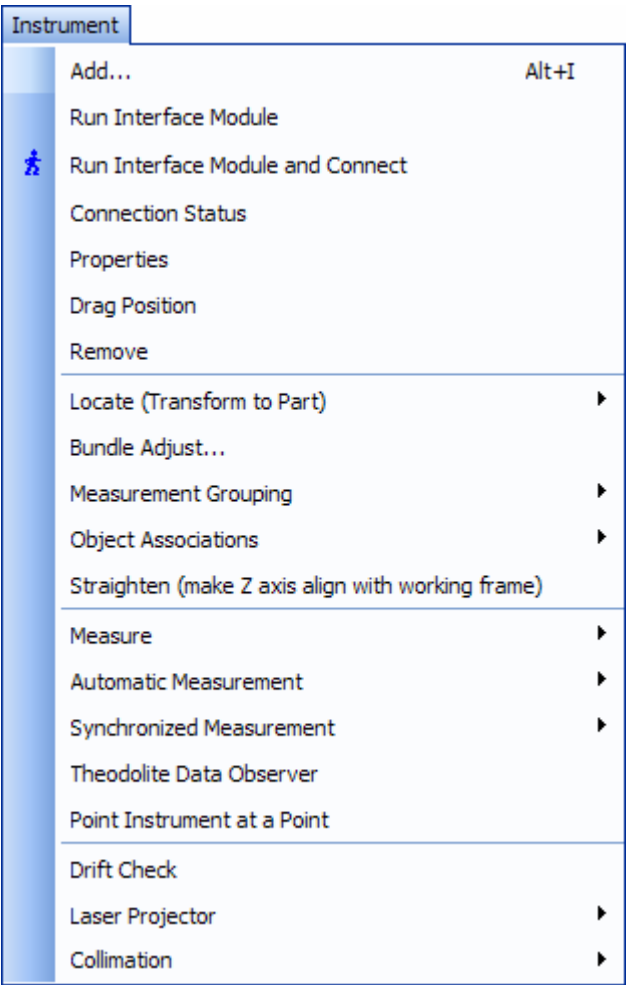 Instrument
Add... Alt+I
Run Interface Module
Run Interface Module and Connect
Connection Status
Properties
Drag Position
Remove
Locate (Transform to Part)
Bundle Adjust...
Measurement Grouping
Object Associations
Straighten (make Z axis align with working frame)
Measure
Automatic Measurement
Synchronized Measurement
Theodolite Data Observer
Point Instrument at a Point
Drift Check
Laser Projector
Collimation